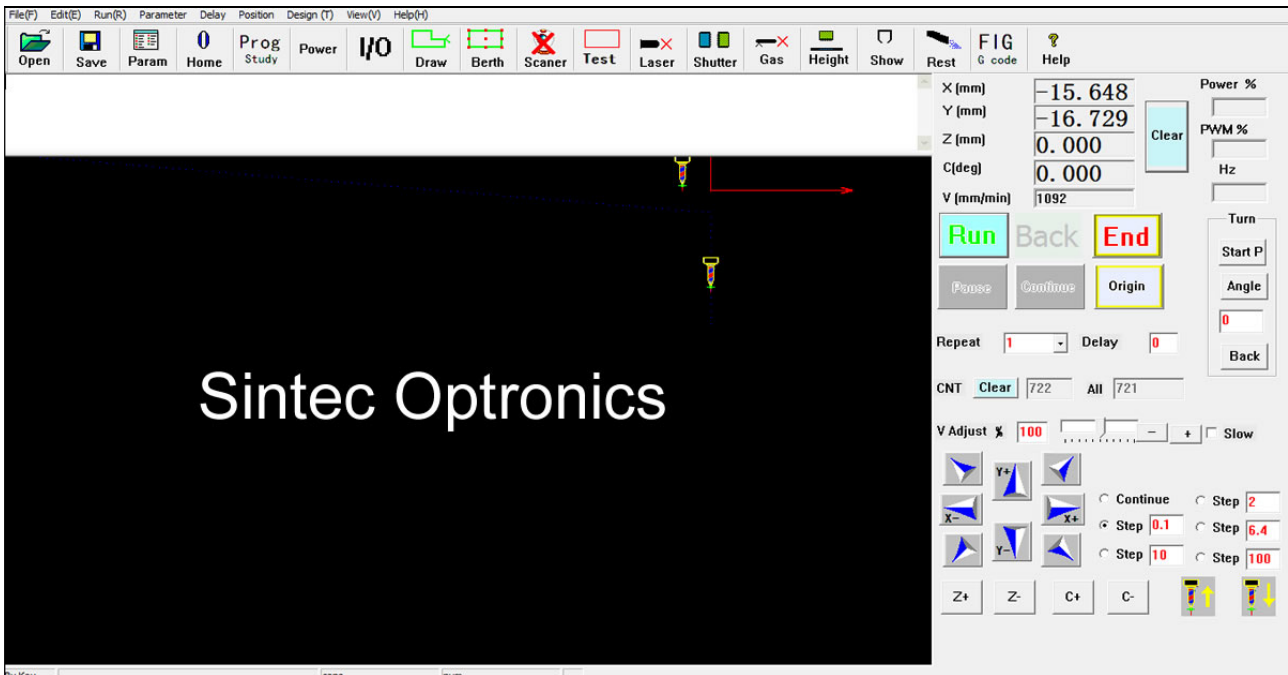 File(F) Edit(E) Run(R) Parameter Delay Position Design (T) View(V) Help(H)
Open Save Param 0 Home Prog Study Power I/O Draw Berth Scaner Test Laser Shutter Gas Height Show Rest FIG G code ? Help
X (mm) -15.648 Power %
Y (mm) -16.729 Clear PWM %
Z (mm) 0.000
C(deg) 0.000 Hz
V (mm/min) 1092
Turn
Run Back End Start P
Pause Continue Origin Angle
0
Repeat 1 Delay 0 Back
Sintec Optronics
CNT Clear 722 All 721
V Adjust % 100 - + Slow
Y+
Continue Step 2
X- X+ Step 0.1 Step 6.4
Y- Step 10 Step 100
Z+ Z- C+ C-